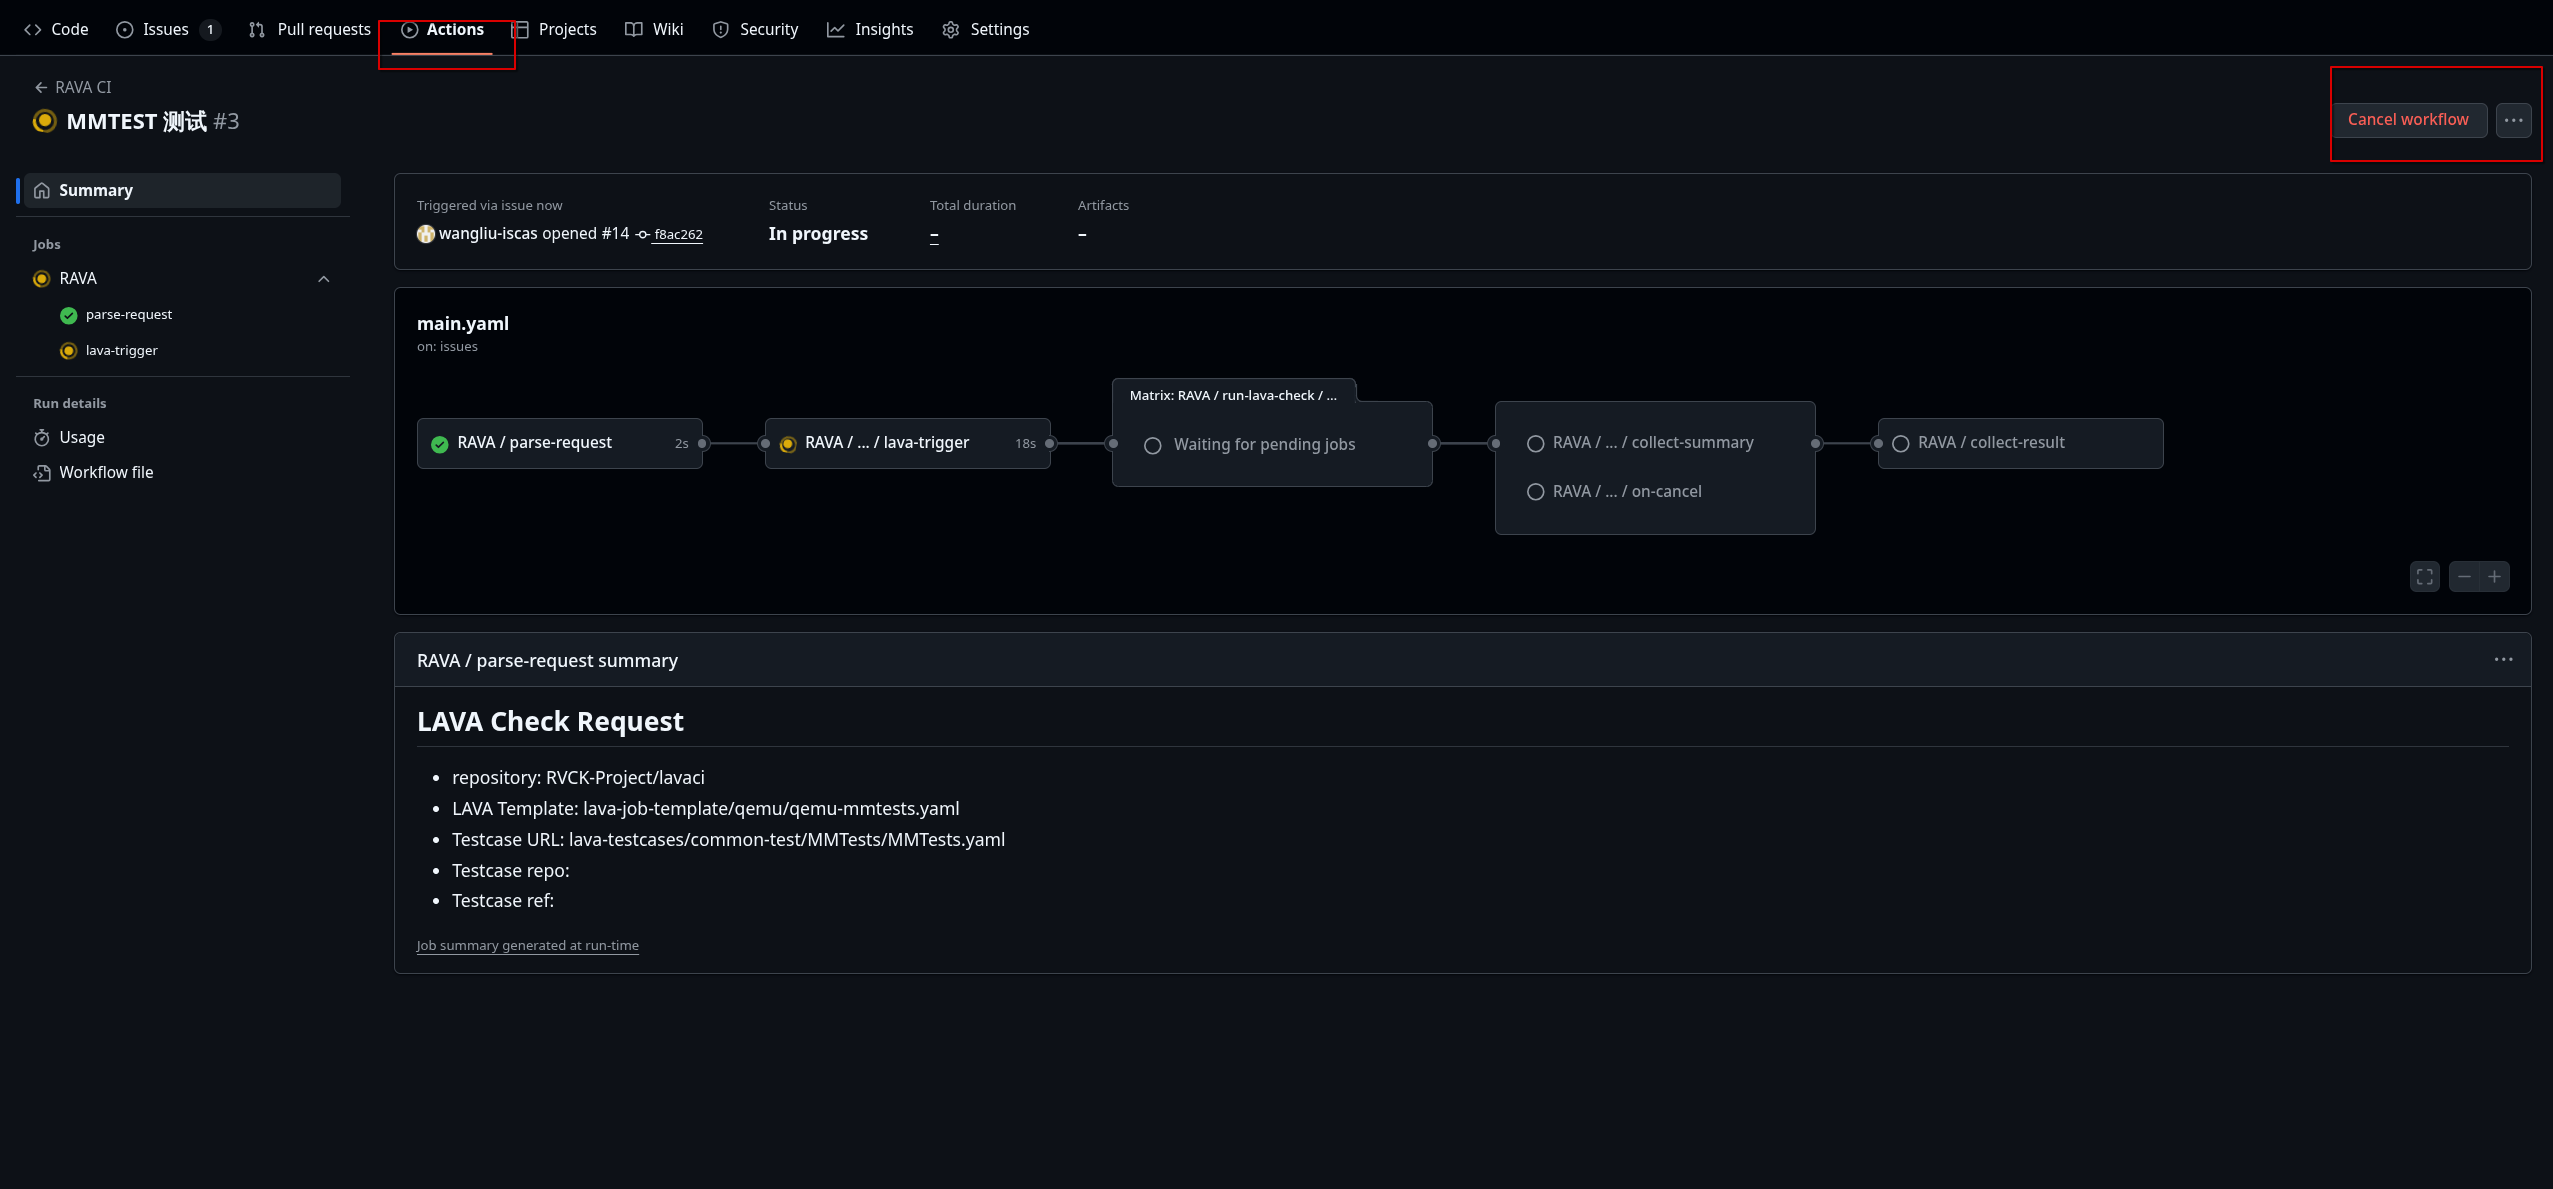 Code Issues 1 Pull requests Actions Projects Wiki Security Insights Settings
RAVA CI
MMTEST 测试 #3
Cancel workflow
Summary
Jobs
RAVA
parse-request
lava-trigger
Run details
Usage
Workflow file
Triggered via issue now
wangliu-iscas opened #14 f8ac262
Status
In progress
Total duration
–
Artifacts
–
main.yaml
on: issues
RAVA / parse-request 2s
RAVA / ... / lava-trigger 18s
Matrix: RAVA / run-lava-check / ...
Waiting for pending jobs
RAVA / ... / collect-summary
RAVA / ... / on-cancel
RAVA / collect-result
RAVA / parse-request summary
LAVA Check Request
• repository: RVCK-Project/lavaci
• LAVA Template: lava-job-template/qemu/qemu-mmtests.yaml
• Testcase URL: lava-testcases/common-test/MMTests/MMTests.yaml
• Testcase repo:
• Testcase ref:
Job summary generated at run-time